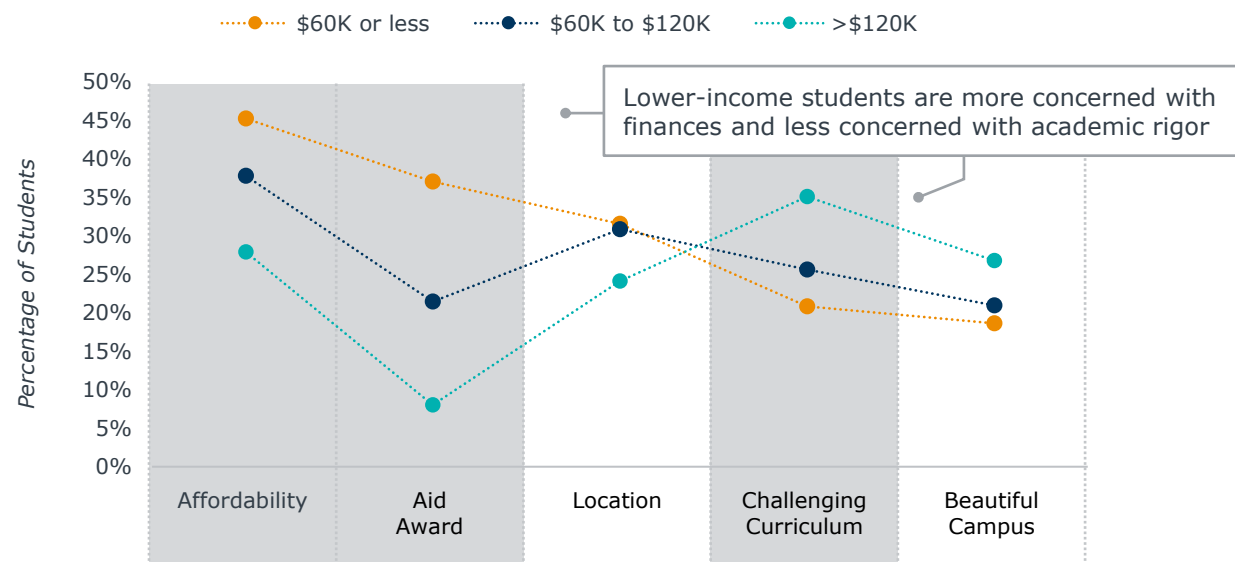 $60K or less
$60K to $120K
>$120K
Lower-income students are more concerned with
finances and less concerned with academic rigor
Percentage of Students
50%
45%
40%
35%
30%
25%
20%
15%
10%
5%
0%
Affordability
Aid
Award
Location
Challenging
Curriculum
Beautiful
Campus